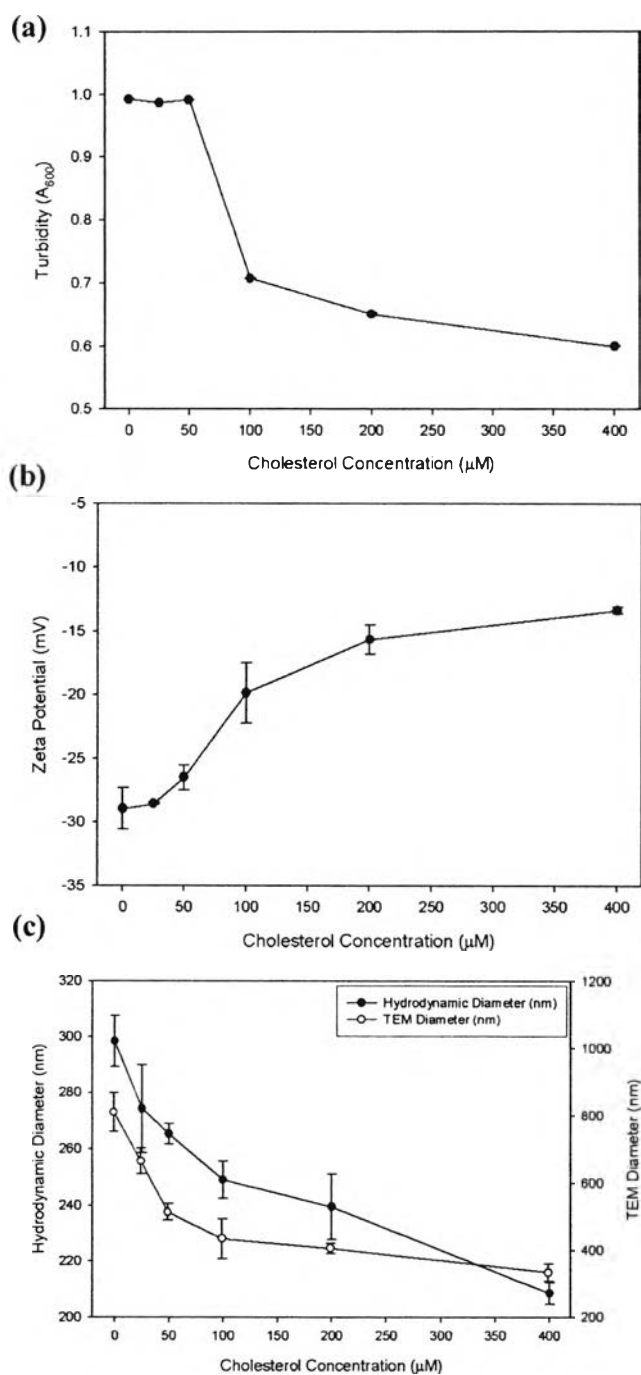 (a)
1.1
1.0
0.9
0.8
0.7
0.6
0.5
Turbidity (A600)
0 50 100 150 200 250 300 350 400
Cholesterol Concentration (μM)
(b)
-5
-10
-15
-20
-25
-30
-35
Zeta Potential (mV)
0 50 100 150 200 250 300 350 400
Cholesterol Concentration (μM)
(c)
320
300
280
260
240
220
200
Hydrodynamic Diameter (nm)
Hydrodynamic Diameter (nm)
TEM Diameter (nm)
1200
1000
800
600
400
200
TEM Diameter (nm)
0 50 100 150 200 250 300 350 400
Cholesterol Concentration (μM)